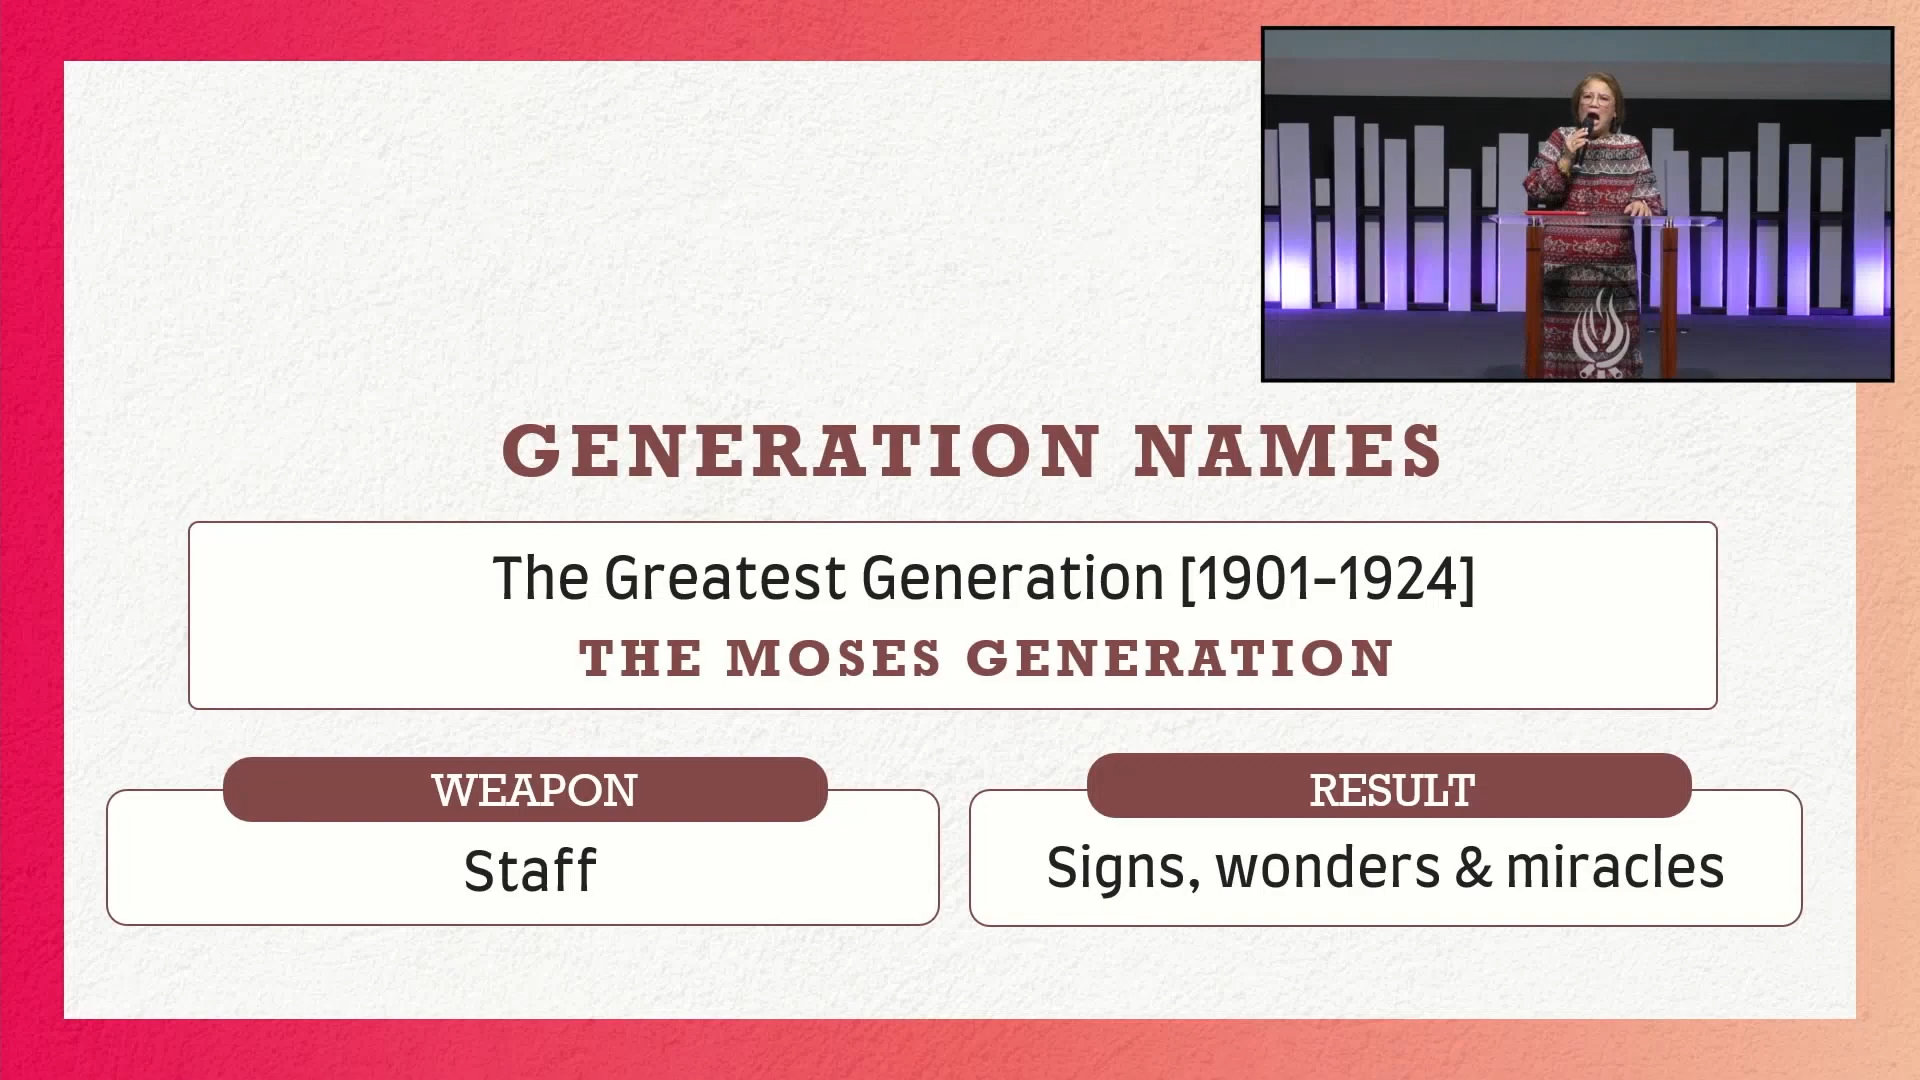 GENERATION NAMES
The Greatest Generation [1901-1924]
THE MOSES GENERATION
WEAPON
Staff
RESULT
Signs, wonders & miracles